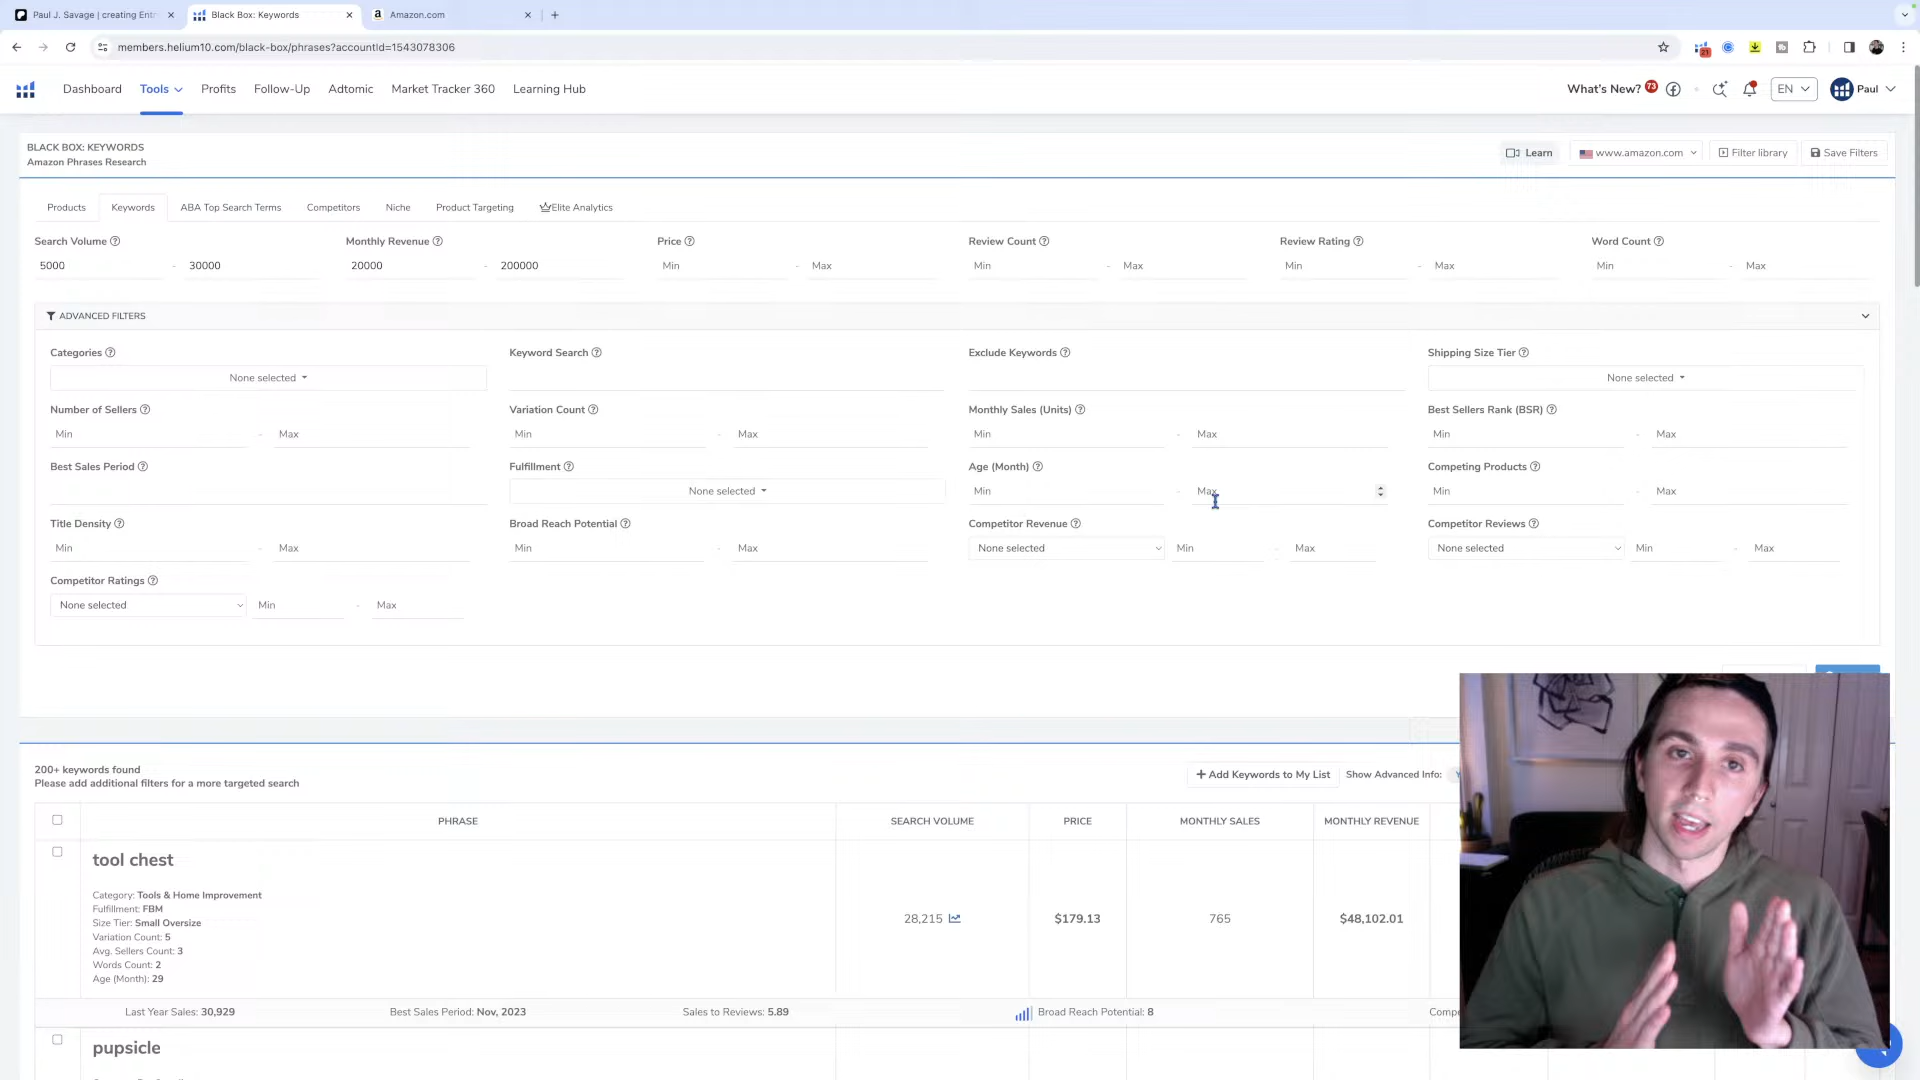 Paul J. Savage | creating Entr
Black Box: Keywords
Amazon.com
members.helium10.com/black-box/phrases?accountId=1543078306
21
Dashboard
Tools
Profits
Follow-Up
Adtomic
Market Tracker 360
Learning Hub
What's New?
73
EN
Paul
BLACK BOX: KEYWORDS
Amazon Phrases Research
Learn
www.amazon.com
Filter library
Save Filters
Products
Keywords
ABA Top Search Terms
Competitors
Niche
Product Targeting
Elite Analytics
Search Volume
Monthly Revenue
Price
Review Count
Review Rating
Word Count
5000 - 30000
20000 - 200000
Min - Max
Min - Max
Min - Max
Min - Max
ADVANCED FILTERS
Categories
Keyword Search
Exclude Keywords
Shipping Size Tier
None selected
None selected
Number of Sellers
Variation Count
Monthly Sales (Units)
Best Sellers Rank (BSR)
Min - Max
Min - Max
Min - Max
Min - Max
Best Sales Period
Fulfillment
Age (Month)
Competing Products
None selected
Min - Max
Min - Max
Title Density
Broad Reach Potential
Competitor Revenue
Competitor Reviews
Min - Max
Min - Max
None selected
Min - Max
None selected
Min - Max
Competitor Ratings
None selected
Min - Max
200+ keywords found
Please add additional filters for a more targeted search
+ Add Keywords to My List
Show Advanced Info:
PHRASE
SEARCH VOLUME
PRICE
MONTHLY SALES
MONTHLY REVENUE
tool chest
Category: Tools & Home Improvement
Fulfillment: FBM
Size Tier: Small Oversize
Variation Count: 5
Avg. Sellers Count: 3
Words Count: 2
Age (Month): 29
28,215
$179.13
765
$48,102.01
Last Year Sales: 30,929
Best Sales Period: Nov, 2023
Sales to Reviews: 5.89
Broad Reach Potential: 8
Compe
pupsicle